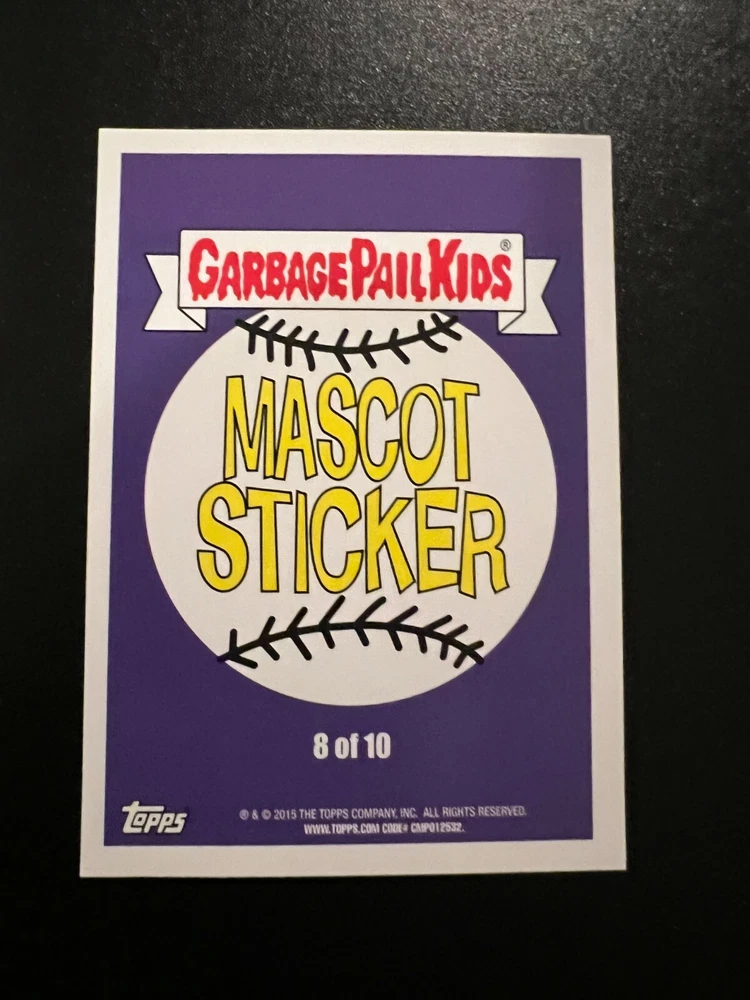 GARBAGE PAIL KIDS®
MASCOT
STICKER
8 of 10
Topps
® & © 2015 THE TOPPS COMPANY, INC. ALL RIGHTS RESERVED.
WWW.TOPPS.COM CODE# CMP012532.